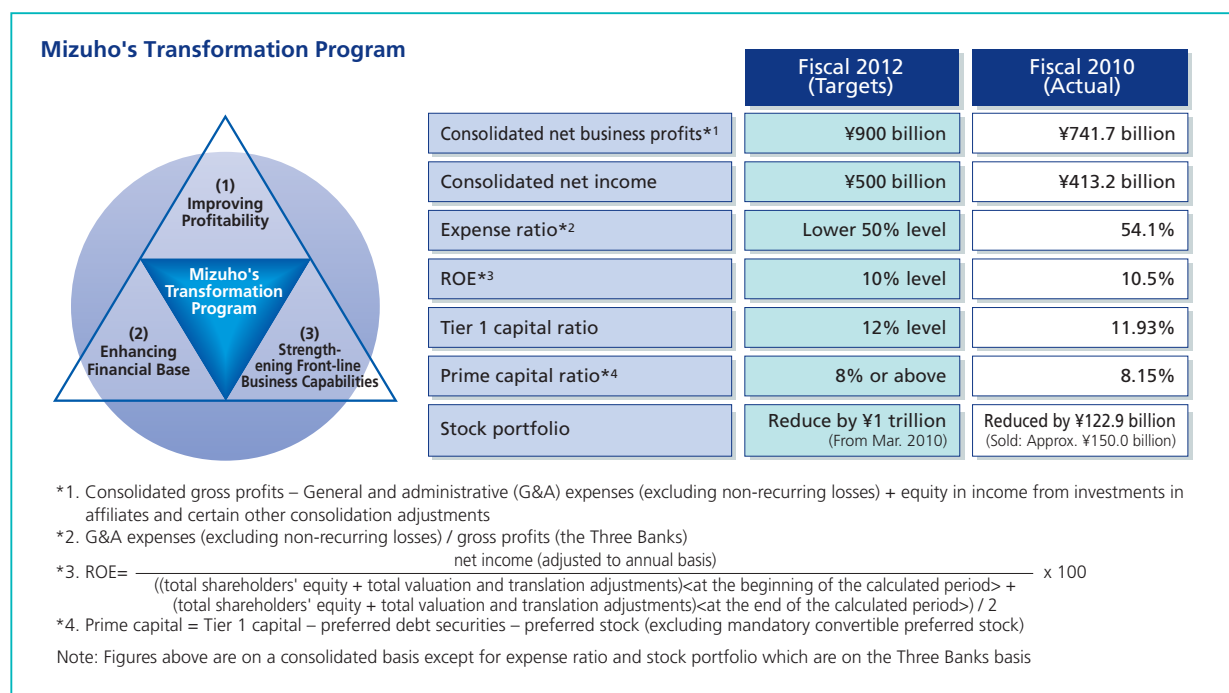 Mizuho's Transformation Program
(1)
Improving
Profitability
Mizuho's
Transformation
Program
(2)
Enhancing
Financial Base
(3)
Strength-
ening Front-line
Business Capabilities
Fiscal 2012
(Targets)
Fiscal 2010
(Actual)
Consolidated net business profits*1 ¥900 billion ¥741.7 billion
Consolidated net income ¥500 billion ¥413.2 billion
Expense ratio*2 Lower 50% level 54.1%
ROE*3 10% level 10.5%
Tier 1 capital ratio 12% level 11.93%
Prime capital ratio*4 8% or above 8.15%
Stock portfolio Reduce by ¥1 trillion Reduced by ¥122.9 billion
(From Mar. 2010) (Sold: Approx. ¥150.0 billion)
*1. Consolidated gross profits – General and administrative (G&A) expenses (excluding non-recurring losses) + equity in income from investments in
affiliates and certain other consolidation adjustments
*2. G&A expenses (excluding non-recurring losses) / gross profits (the Three Banks)
net income (adjusted to annual basis)
*3. ROE= x 100
((total shareholders' equity + total valuation and translation adjustments)<at the beginning of the calculated period> +
(total shareholders' equity + total valuation and translation adjustments)<at the end of the calculated period>) / 2
*4. Prime capital = Tier 1 capital – preferred debt securities – preferred stock (excluding mandatory convertible preferred stock)
Note: Figures above are on a consolidated basis except for expense ratio and stock portfolio which are on the Three Banks basis